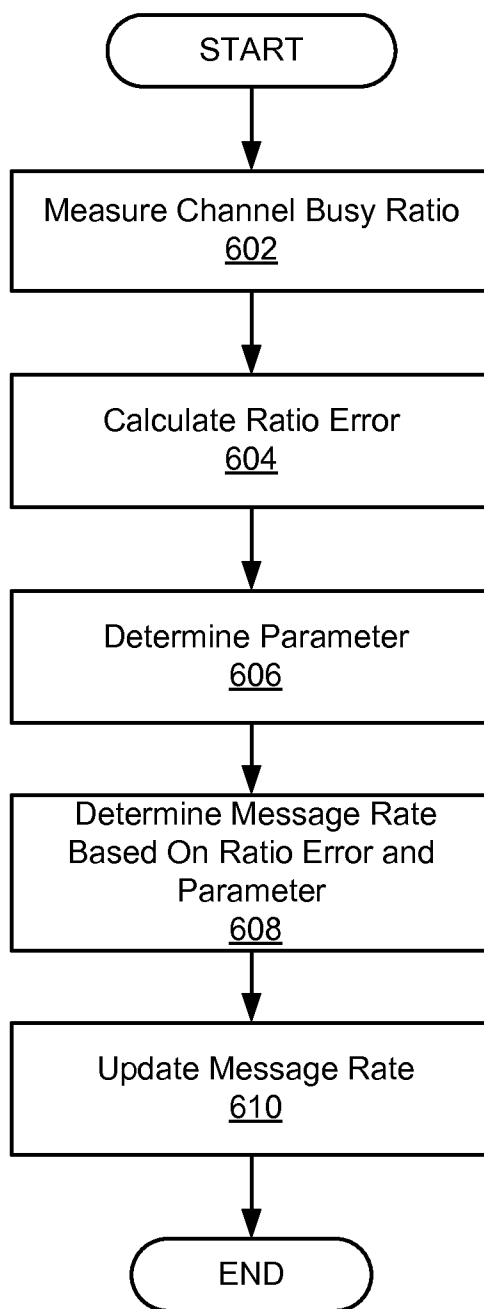 START
Measure Channel Busy Ratio
602
Calculate Ratio Error
604
Determine Parameter
606
Determine Message Rate
Based On Ratio Error and
Parameter
608
Update Message Rate
610
END